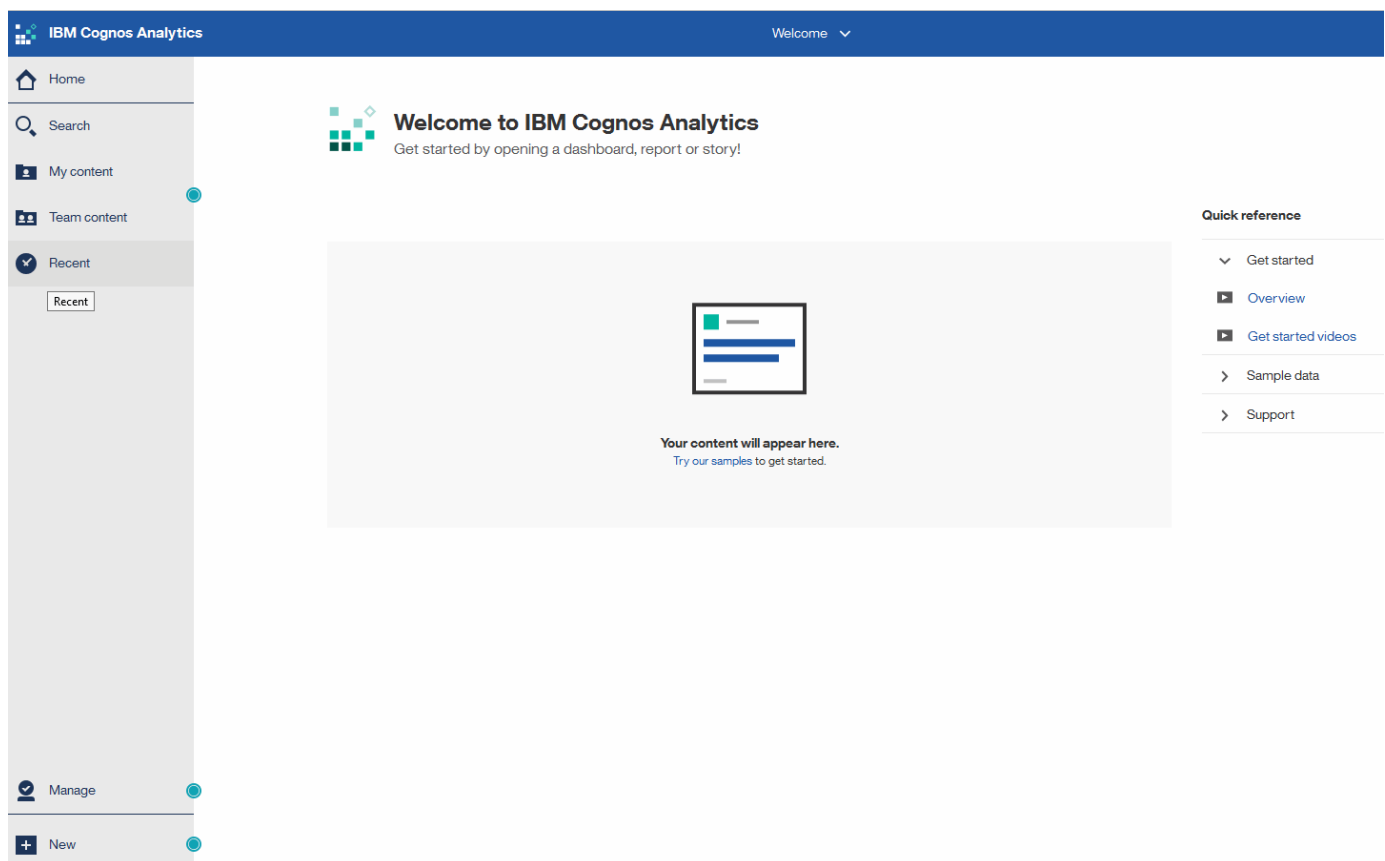 IBM Cognos Analytics
Welcome
Home
Search
My content
Team content
Recent
Recent
Manage
New
Welcome to IBM Cognos Analytics
Get started by opening a dashboard, report or story!
Your content will appear here.
Try our samples to get started.
Quick reference
Get started
Overview
Get started videos
Sample data
Support